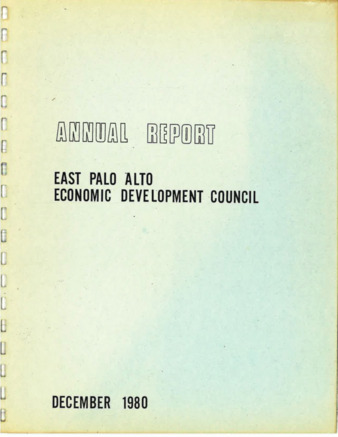 ANNUAL REPORT
EAST PALO ALTO
ECONOMIC DEVELOPMENT COUNCIL
DECEMBER 1980